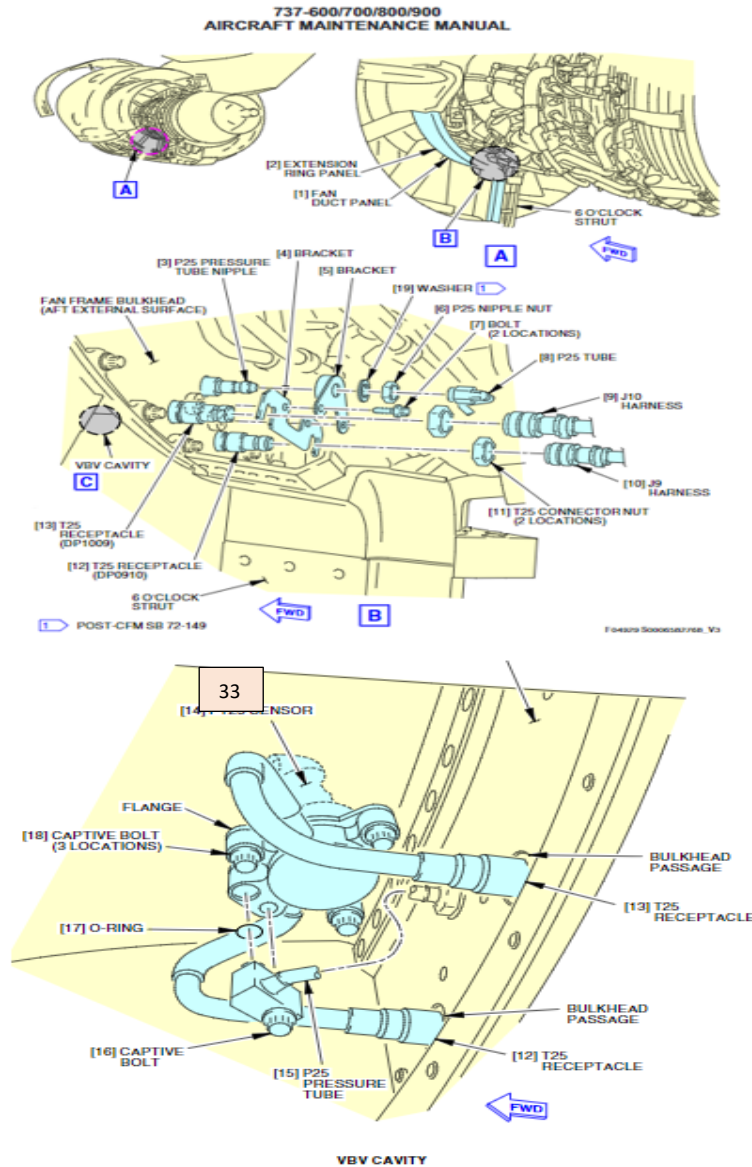 737-600/700/800/900
AIRCRAFT MAINTENANCE MANUAL
[2] EXTENSION
RING PANEL
[1] FAN
DUCT PANEL
A
B
A
6 O'CLOCK
STRUT
FWD
[4] BRACKET
[3] P25 PRESSURE
TUBE NIPPLE
[5] BRACKET
[19] WASHER 1
FAN FRAME BULKHEAD
(AFT EXTERNAL SURFACE)
[6] P25 NIPPLE NUT
[7] BOLT
(2 LOCATIONS)
[8] P25 TUBE
[9] J10
HARNESS
VBV CAVITY
C
[10] J9
HARNESS
[11] T25 CONNECTOR NUT
(2 LOCATIONS)
[13] T25
RECEPTACLE
(DP1009)
[12] T25 RECEPTACLE
(DP0910)
6 O'CLOCK
STRUT
FWD
B
1 POST-CFM SB 72-149
33
[14] SENSOR
FLANGE
[18] CAPTIVE BOLT
(3 LOCATIONS)
BULKHEAD
PASSAGE
[13] T25
RECEPTACLE
[17] O-RING
BULKHEAD
PASSAGE
[16] CAPTIVE
BOLT
[15] P25
PRESSURE
TUBE
[12] T25
RECEPTACLE
FWD
VBV CAVITY